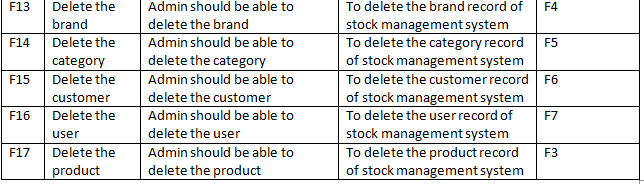 F13 Delete the Admin should be able to To delete the brand record of F4
brand delete the brand stock management system
F14 Delete the Admin should be able to To delete the category record F5
category delete the category of stock management system
F15 Delete the Admin should be able to To delete the customer record F6
customer delete the customer of stock management system
F16 Delete the Admin should be able to To delete the user record of F7
user delete the user stock management system
F17 Delete the Admin should be able to To delete the product record F3
product delete the product of stock management system